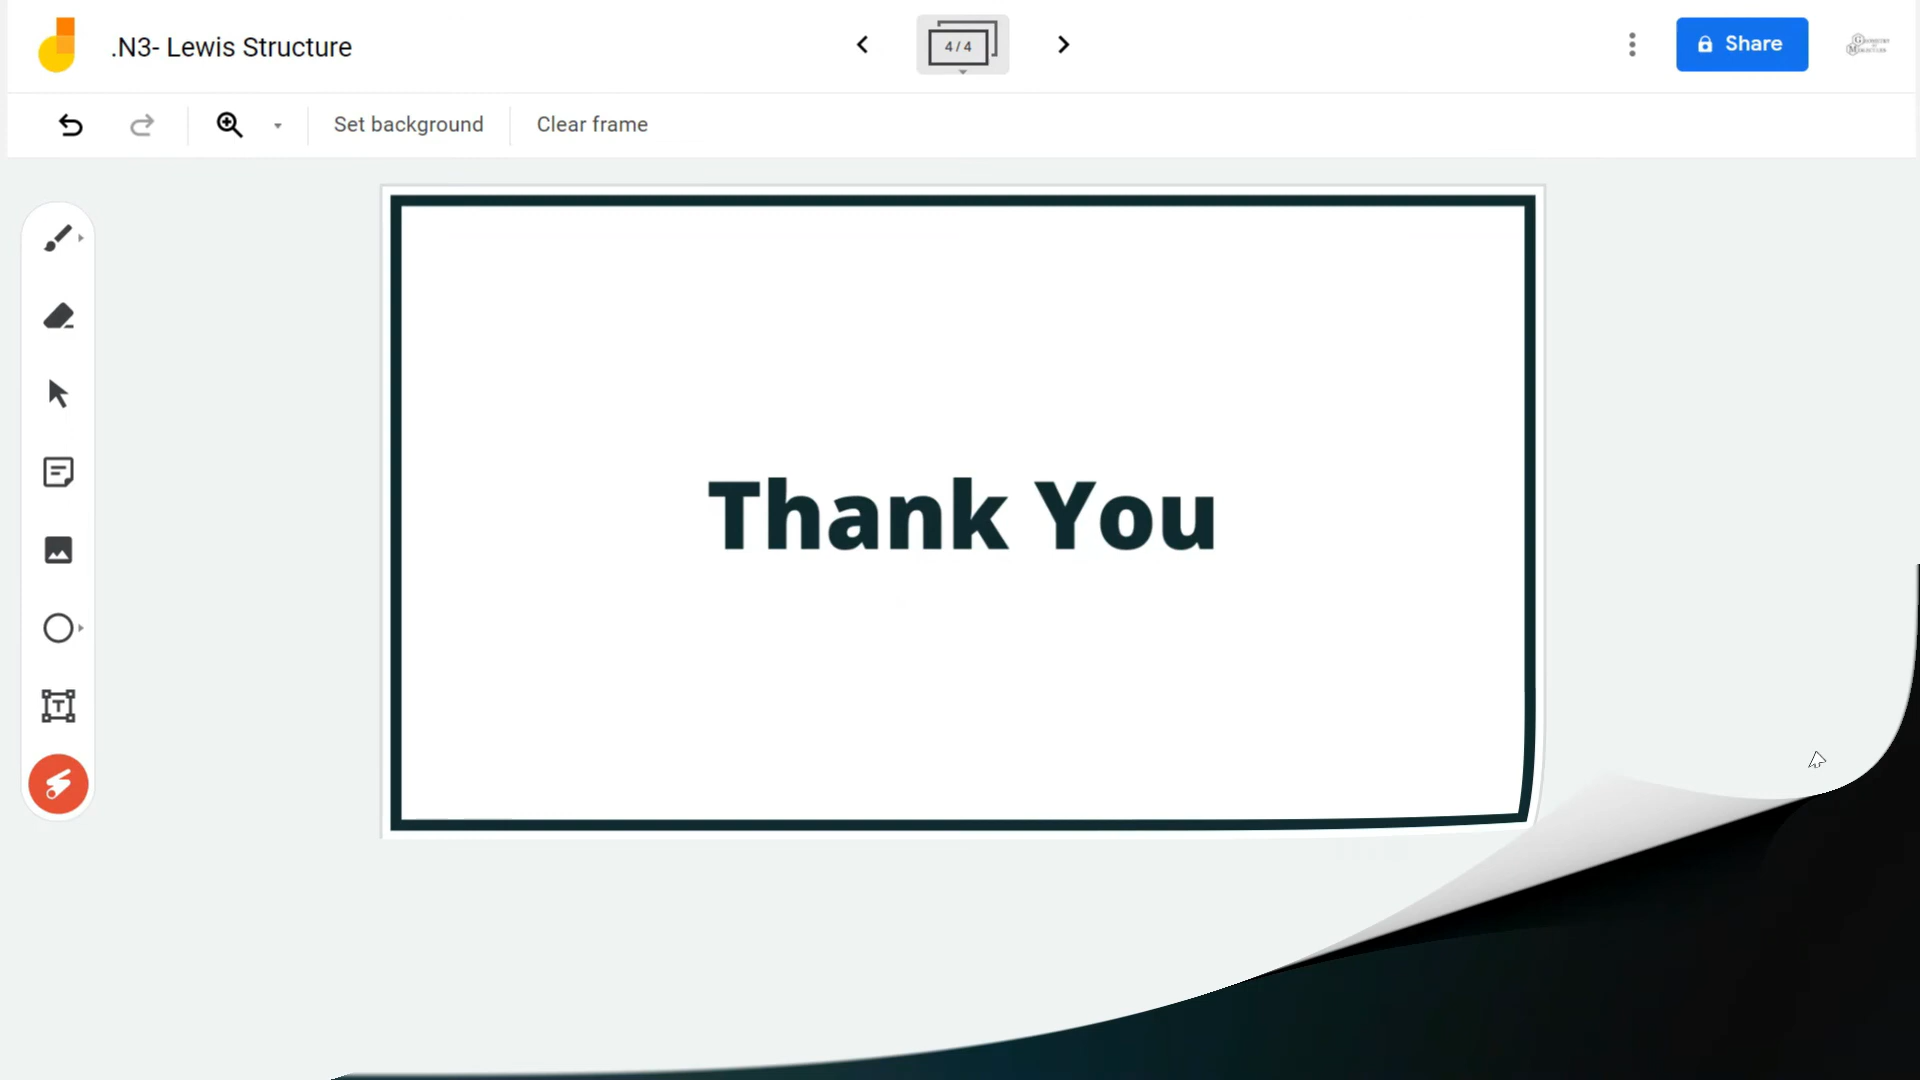 .N3- Lewis Structure
4 / 4
Share
Set background
Clear frame
Thank You